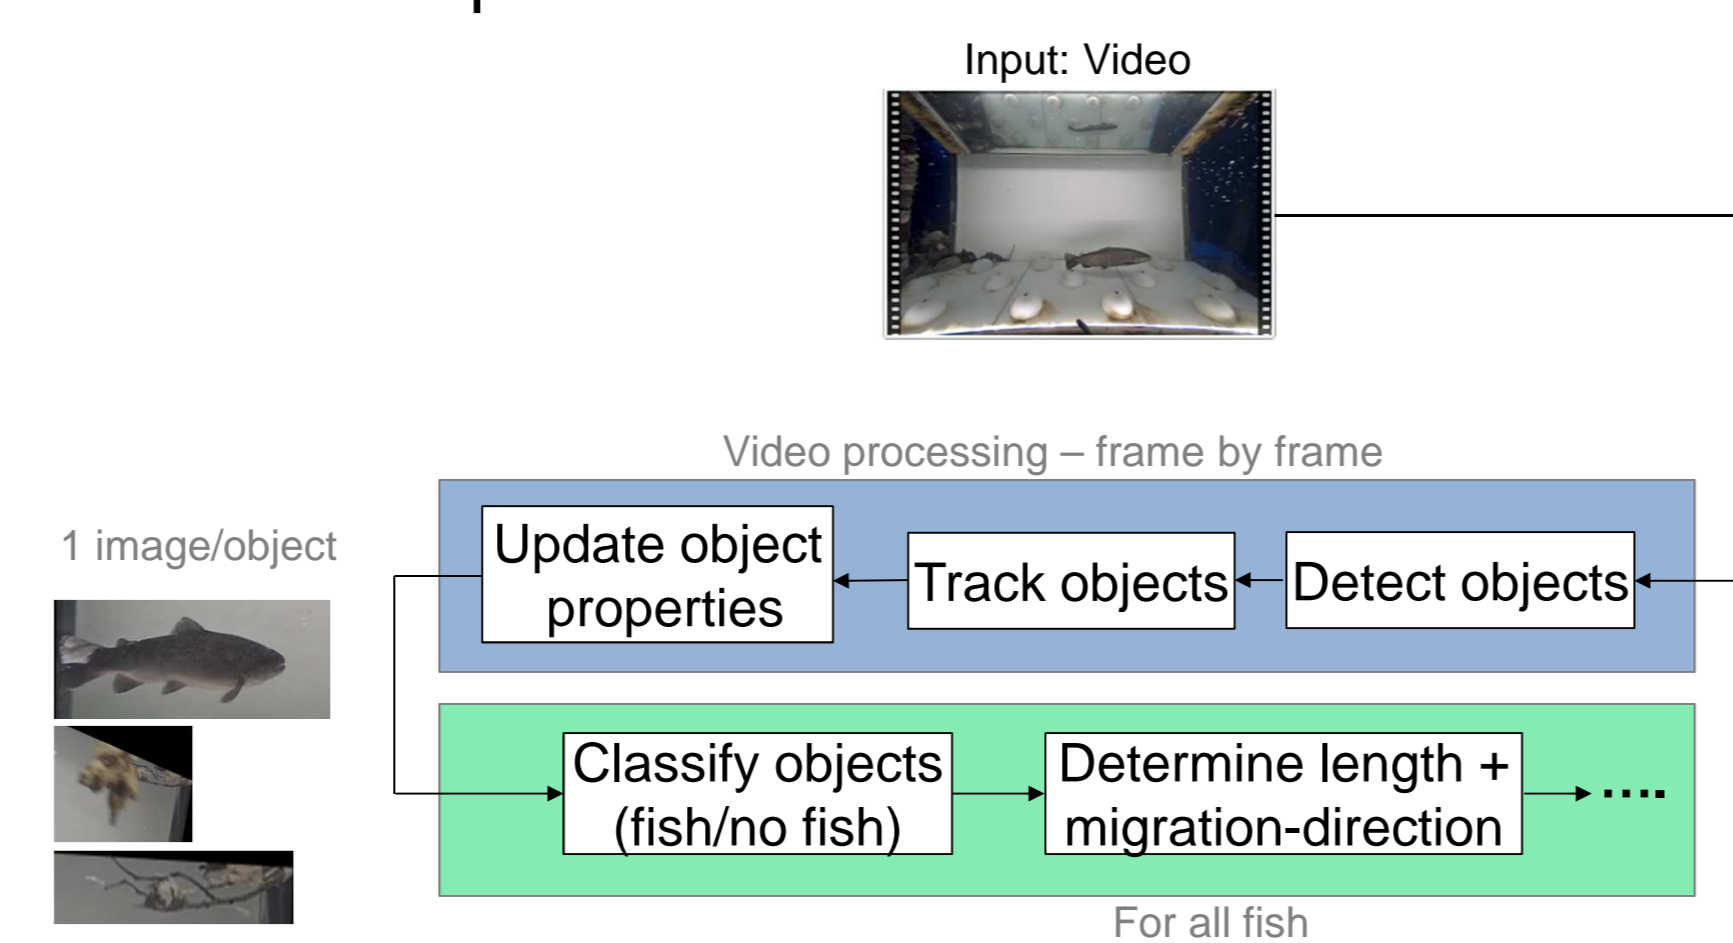 Input: Video
Video processing – frame by frame
1 image/object
Update object
properties
Track objects
Detect objects
Classify objects
(fish/no fish)
Determine length +
migration-direction
....
For all fish